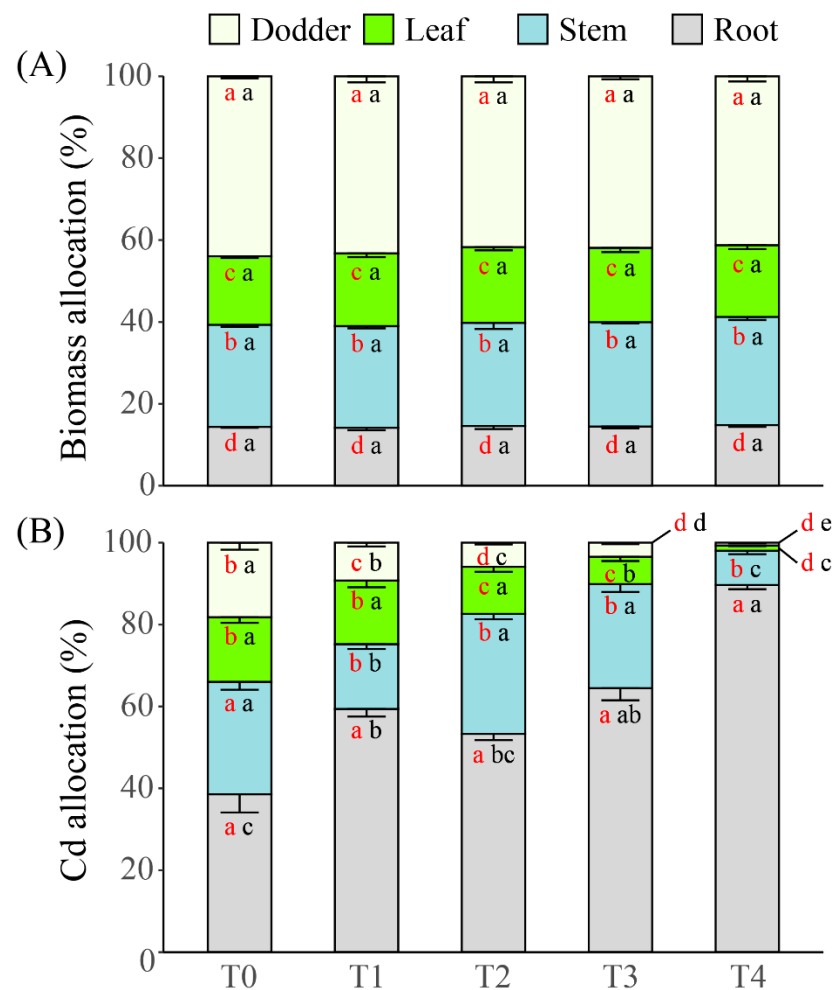 Dodder Leaf Stem Root
(A)
Biomass allocation (%)
100
80
60
40
20
0
a a a a a a a a a a
c a c a c a c a c a
b a b a b a b a b a
d a d a d a d a d a
(B)
Cd allocation (%)
100
80
60
40
20
0
d d d e
b a c b d c d c
b a b a c a c b b c
a a b b b a b a a a
a c a b a bc a ab
T0 T1 T2 T3 T4